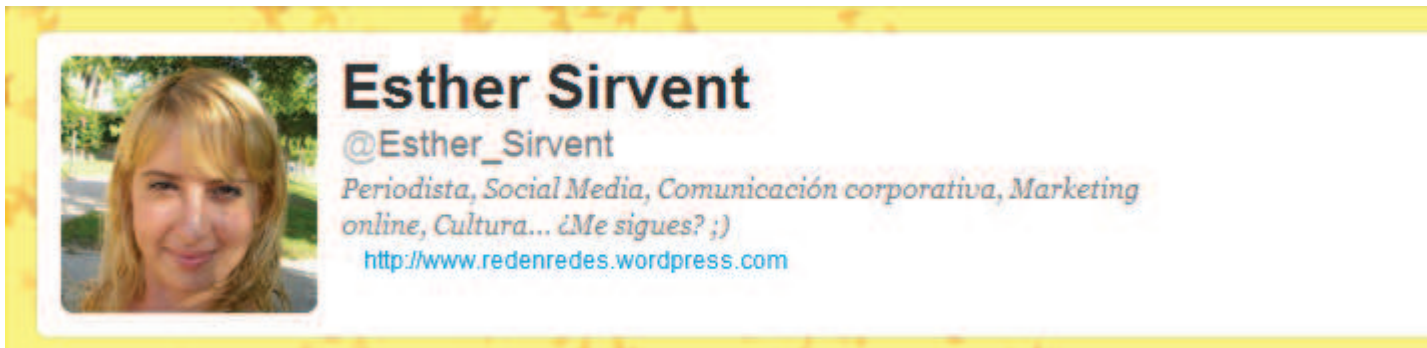 Esther Sirvent
@Esther_Sirvent
Periodista, Social Media, Comunicación corporativa, Marketing
online, Cultura... ¿Me sigues? ;)
http://www.redenredes.wordpress.com